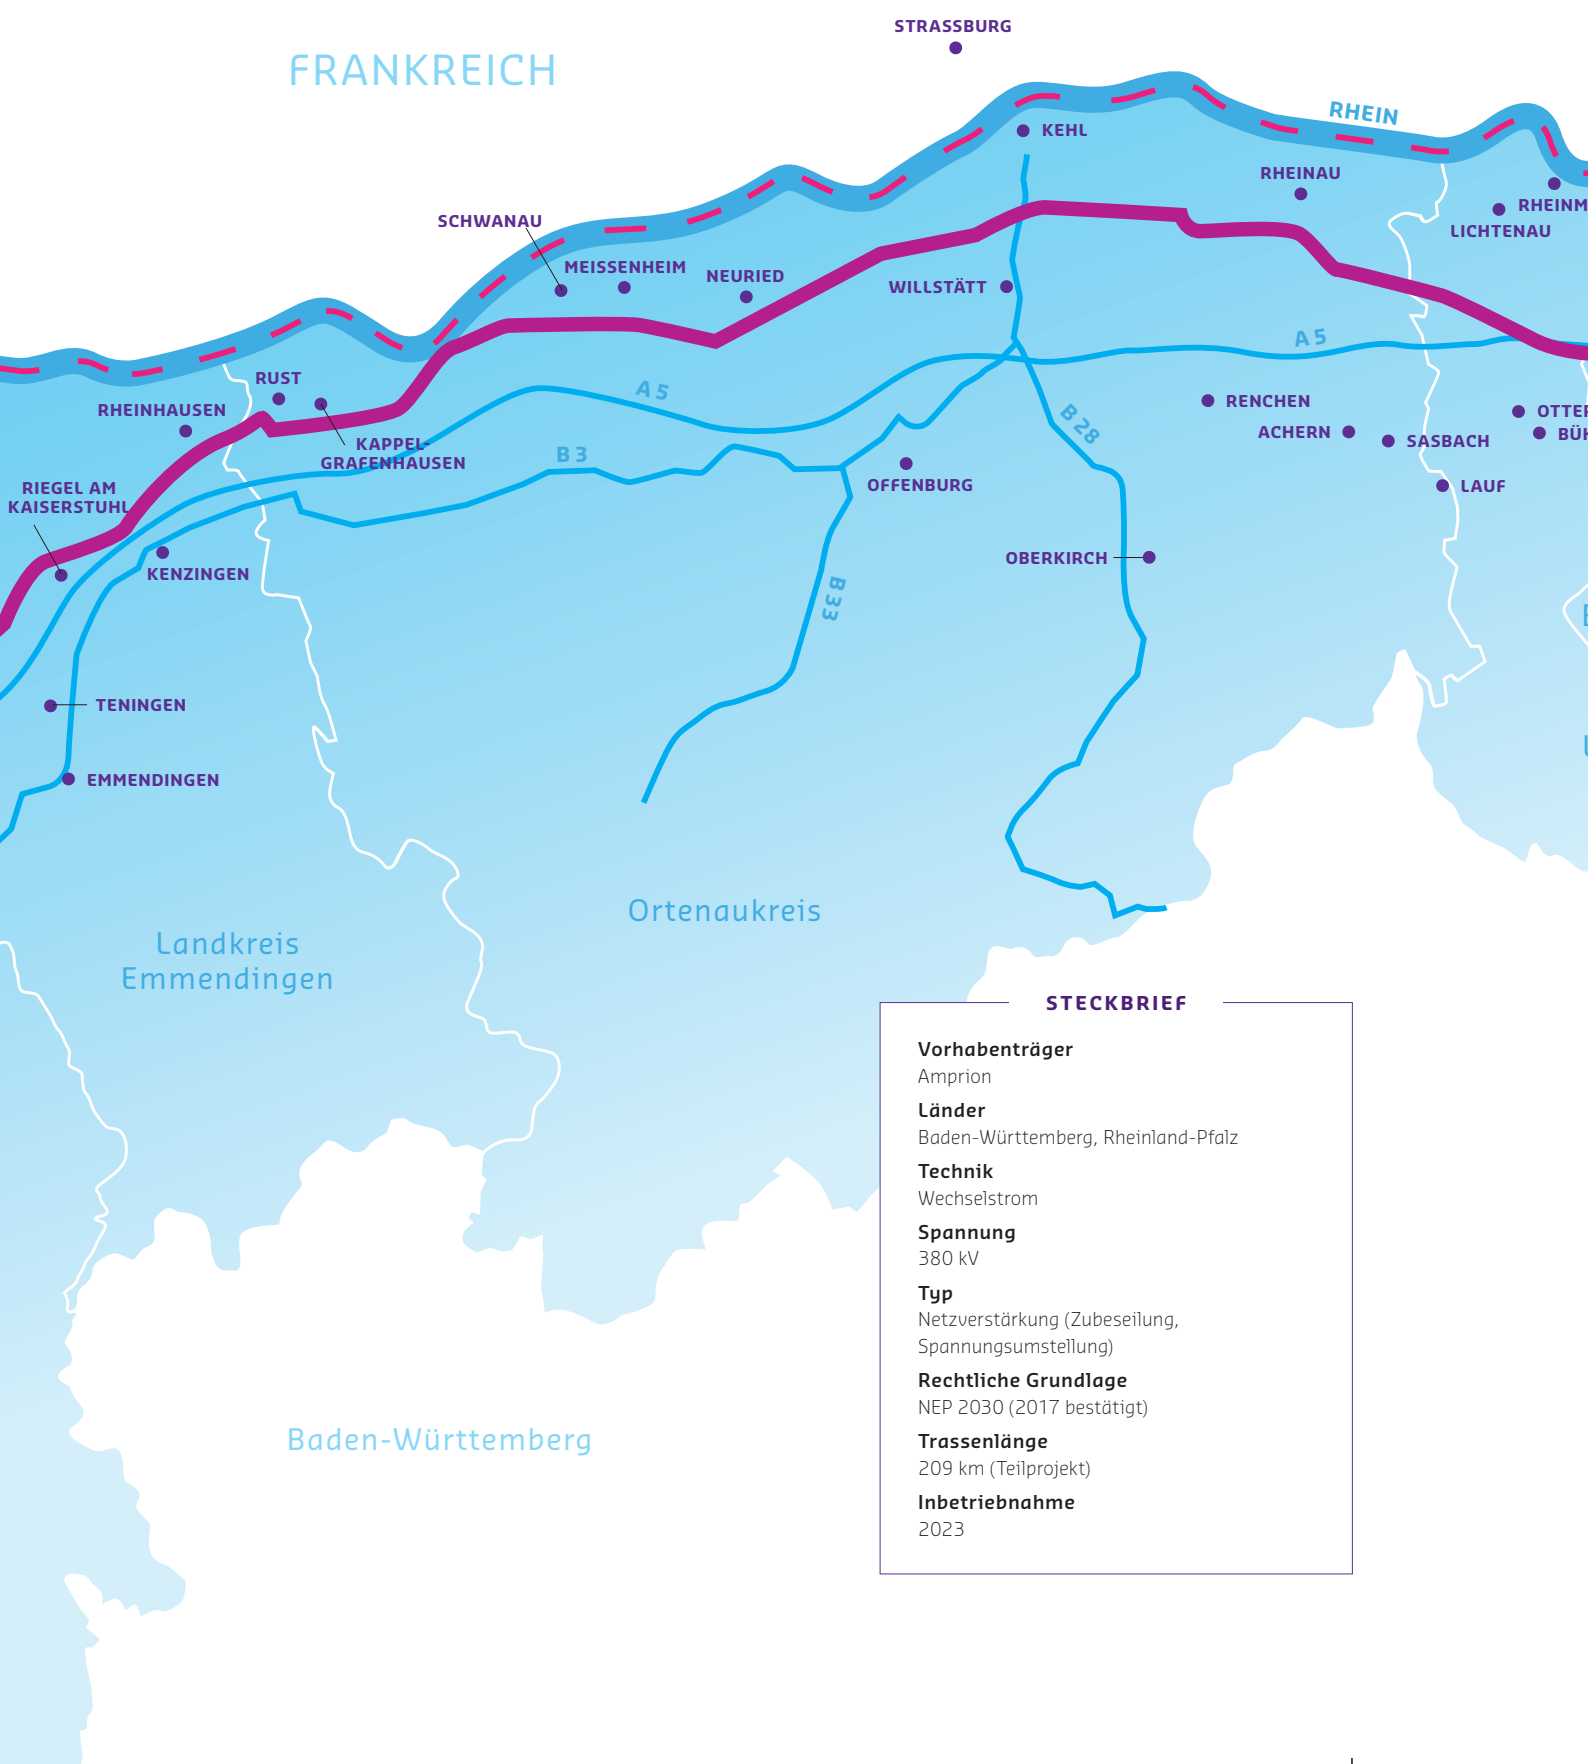 STRASSBURG
FRANKREICH
RHEIN
KEHL
RHEINAU
RHEINM
LICHTENAU
SCHWANAU
MEISSENHEIM
NEURIED
WILLSTÄTT
A 5
RUST
A 5
RHEINHAUSEN
RENCHEN
OTTER
ACHERN
BÜH
SASBACH
B 28
KAPPEL-
GRAFENHAUSEN
B 3
OFFENBURG
LAUF
RIEGEL AM
KAISERSTUHL
OBERKIRCH
KENZINGEN
B 33
TENINGEN
EMMENDINGEN
Ortenaukreis
Landkreis
Emmendingen
STECKBRIEF
Vorhabenträger
Amprion
Länder
Baden-Württemberg, Rheinland-Pfalz
Technik
Wechselstrom
Spannung
380 kV
Typ
Netzverstärkung (Zubeseilung,
Spannungsumstellung)
Rechtliche Grundlage
NEP 2030 (2017 bestätigt)
Trassenlänge
209 km (Teilprojekt)
Inbetriebnahme
2023
Baden-Württemberg